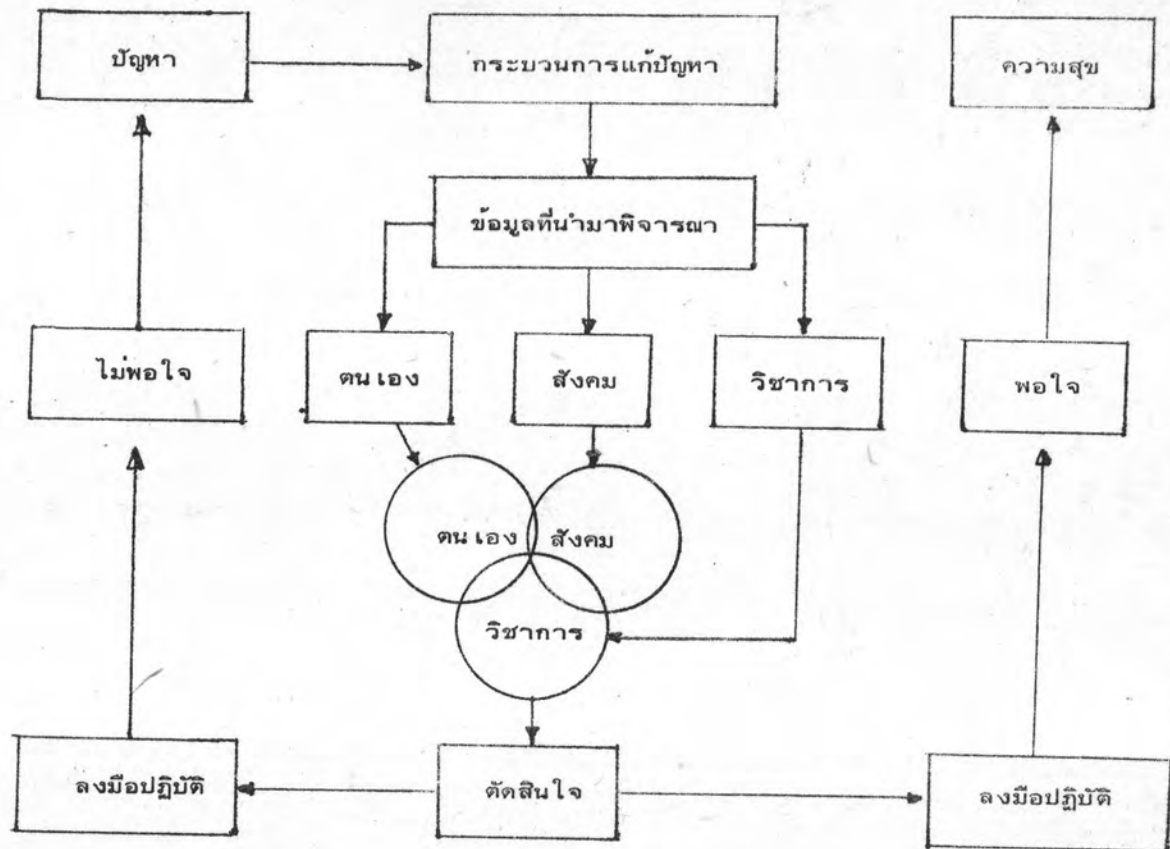 ปัญหา
กระบวนการแก้ปัญหา
ความสุข
ข้อมูลที่นำมาพิจารณา
ไม่พอใจ
ตนเอง
สังคม
วิชาการ
พอใจ
ตนเอง
สังคม
วิชาการ
ลงมือปฏิบัติ
ตัดสินใจ
ลงมือปฏิบัติ